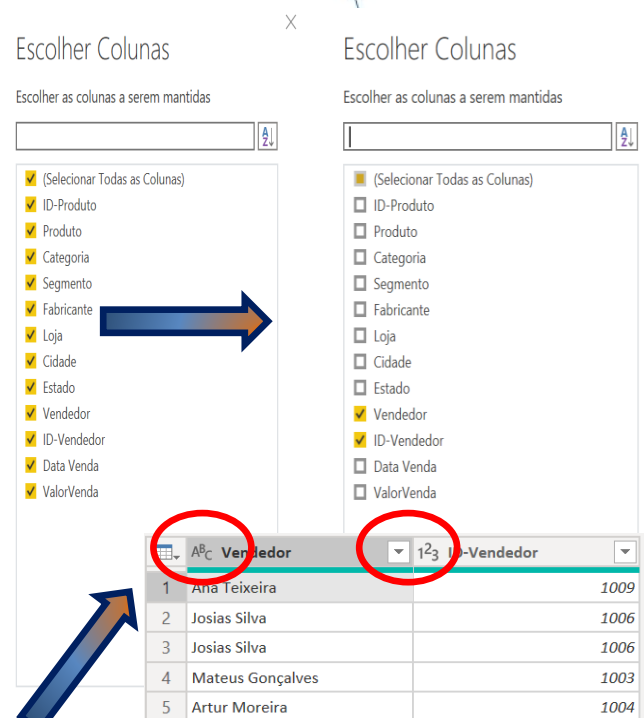 Escolher Colunas
Escolher as colunas a serem mantidas
(Selecionar Todas as Colunas)
ID-Produto
Produto
Categoria
Segmento
Fabricante
Loja
Cidade
Estado
Vendedor
ID-Vendedor
Data Venda
ValorVenda
Escolher Colunas
Escolher as colunas a serem mantidas
(Selecionar Todas as Colunas)
ID-Produto
Produto
Categoria
Segmento
Fabricante
Loja
Cidade
Estado
Vendedor
ID-Vendedor
Data Venda
ValorVenda
ABC Vendedor 123 ID-Vendedor
1 Ana Teixeira 1009
2 Josias Silva 1006
3 Josias Silva 1006
4 Mateus Gonçalves 1003
5 Artur Moreira 1004